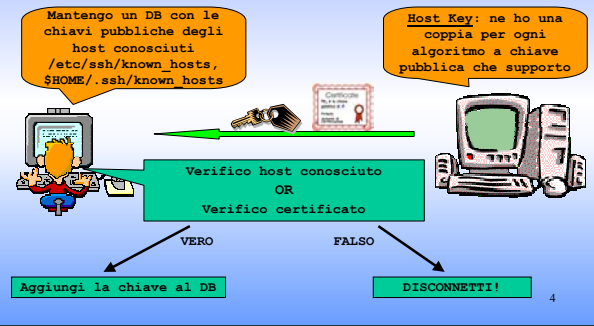 Mantengo un DB con le
chiavi pubbliche degli
host conosciuti
/etc/ssh/known_hosts,
$HOME/.ssh/known_hosts
Host Key: ne ho una
coppia per ogni
algoritmo a chiave
pubblica che supporto
Certificate
Verifico host conosciuto
OR
Verifico certificato
VERO
FALSO
Aggiungi la chiave al DB
DISCONNETTI!
4